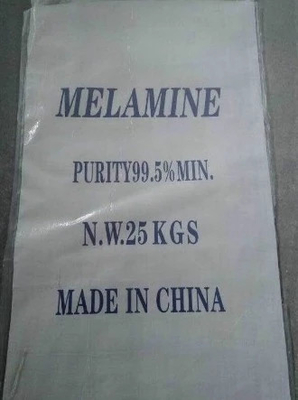 MELAMINE
PURITY99.5%MIN.
N.W.25 KGS
MADE IN CHINA